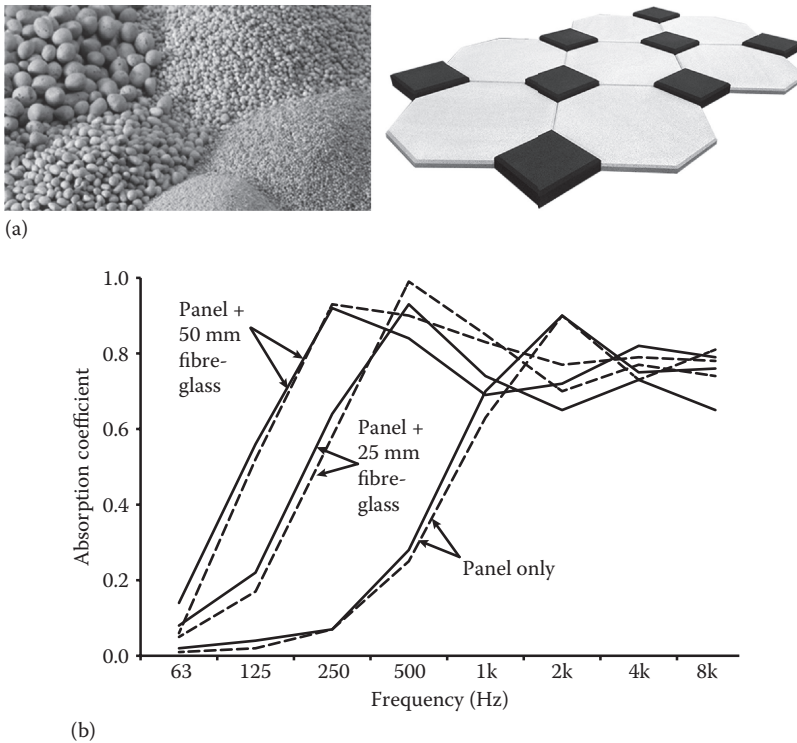 (a)
1.0
0.8
0.6
0.4
0.2
0.0
Absorption coefficient
Panel +
50 mm
fibre-
glass
Panel +
25 mm
fibre-
glass
Panel only
63 125 250 500 1k 2k 4k 8k
Frequency (Hz)
(b)